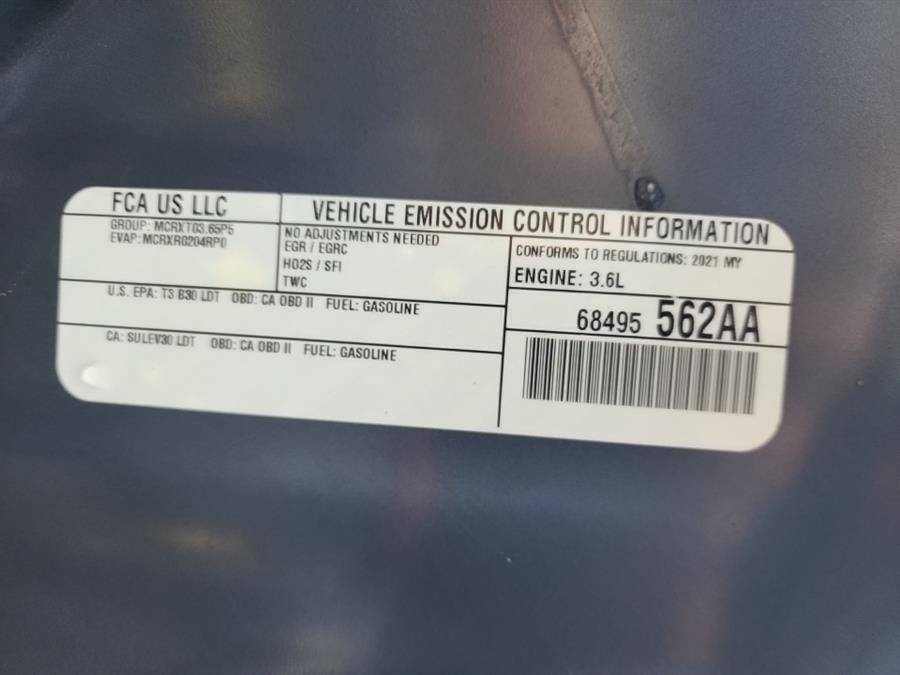 FCA US LLC
VEHICLE EMISSION CONTROL INFORMATION
GROUP: MCRXT03.65P5
EVAP:MCRXR0204RP0
NO ADJUSTMENTS NEEDED
EGR / EGRC
HO2S / SFI
TWC
CONFORMS TO REGULATIONS: 2021 MY
ENGINE: 3.6L
U.S. EPA: T3 B30 LDT OBD: CA OBD II FUEL: GASOLINE
CA: SULEV30 LDT OBD: CA OBD II FUEL: GASOLINE
68495 562AA